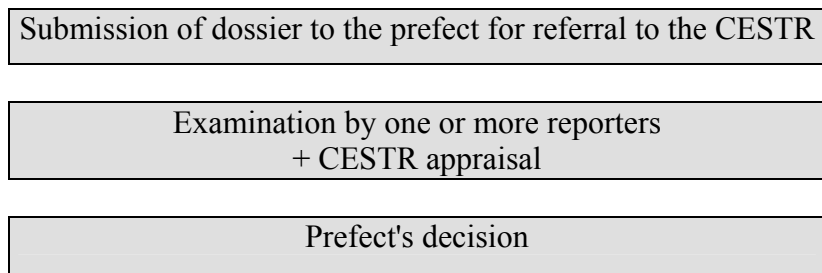 Submission of dossier to the prefect for referral to the CESTR
Examination by one or more reporters
+ CESTR appraisal
Prefect's decision